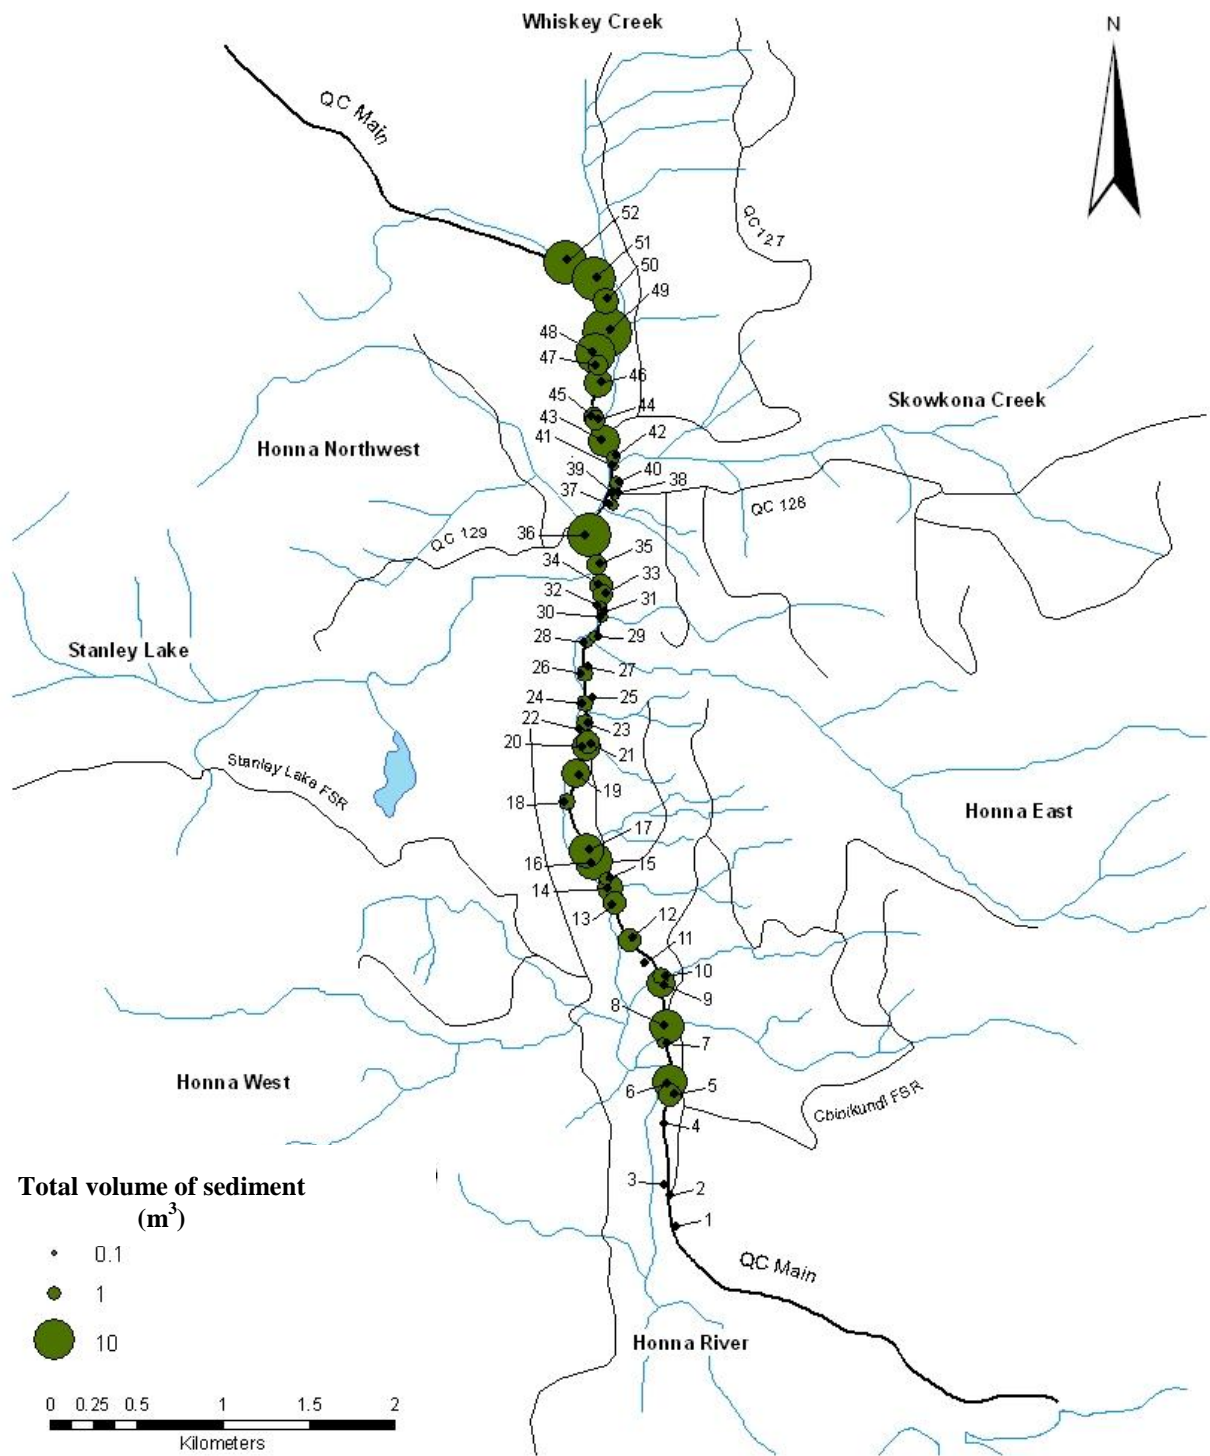 Whiskey Creek
N
QC Main
QC127
52
51
50
49
48
47
46
45
44
43
42
41
40
39
38
37
Skowkona Creek
Honna Northwest
QC 129
QC 128
36
35
34
33
32
31
30
29
28
27
26
25
24
23
22
21
20
19
18
Stanley Lake
Stanley Lake FSR
Honna East
17
16
15
14
13
12
11
10
9
8
7
6
5
4
3
2
1
Honna West
Chinikundl FSR
QC Main
Honna River
Total volume of sediment
(m³)
0.1
1
10
0 0.25 0.5 1 1.5 2
Kilometers